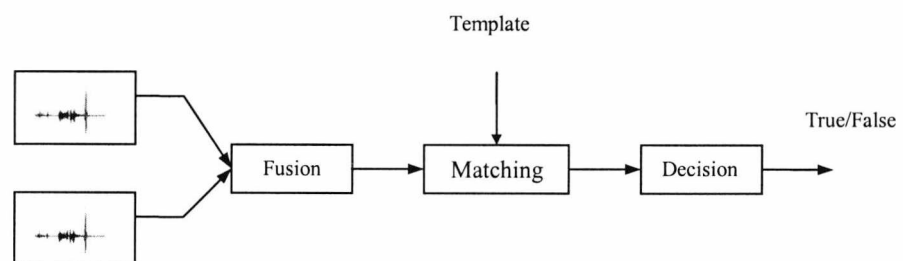 Template
True/False
Fusion
Matching
Decision